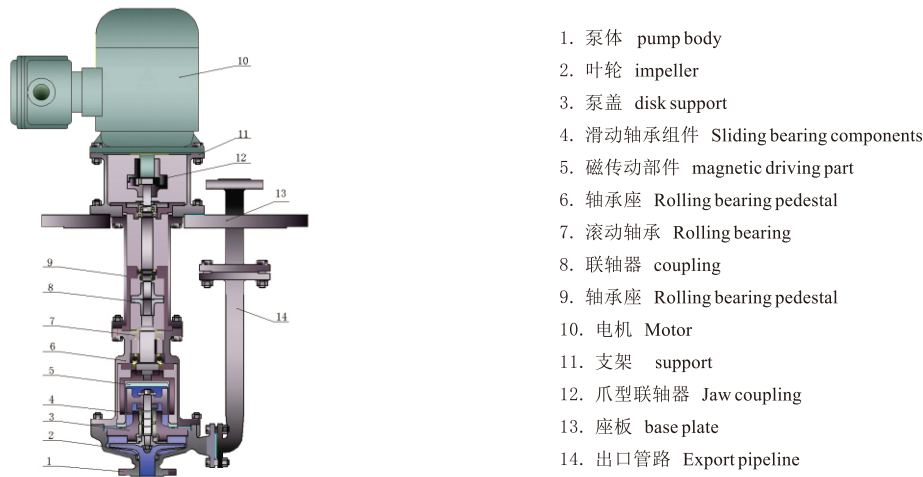 10
11
12
13
9
8
14
7
6
5
4
3
2
1
1. 泵体 pump body
2. 叶轮 impeller
3. 泵盖 disk support
4. 滑动轴承组件 Sliding bearing components
5. 磁传动部件 magnetic driving part
6. 轴承座 Rolling bearing pedestal
7. 滚动轴承 Rolling bearing
8. 联轴器 coupling
9. 轴承座 Rolling bearing pedestal
10. 电机 Motor
11. 支架 support
12. 爪型联轴器 Jaw coupling
13. 座板 base plate
14. 出口管路 Export pipeline